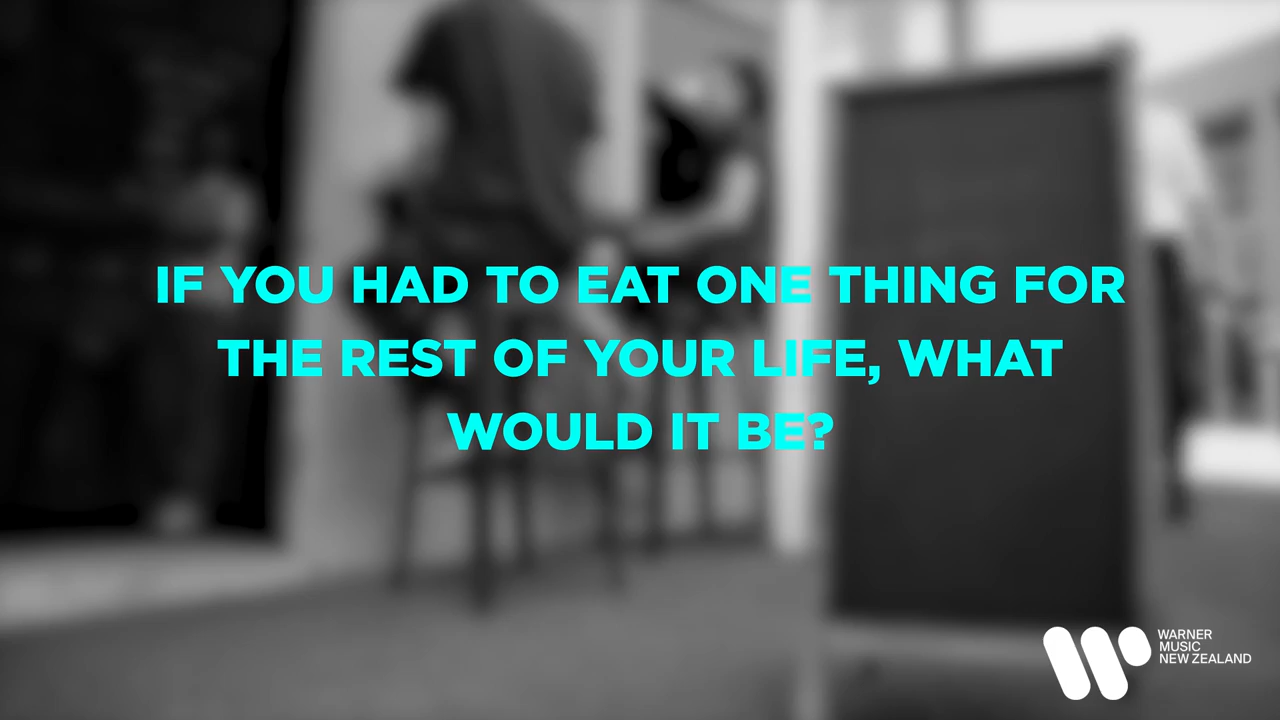 IF YOU HAD TO EAT ONE THING FOR
THE REST OF YOUR LIFE, WHAT
WOULD IT BE?
WARNER
MUSIC
NEW ZEALAND